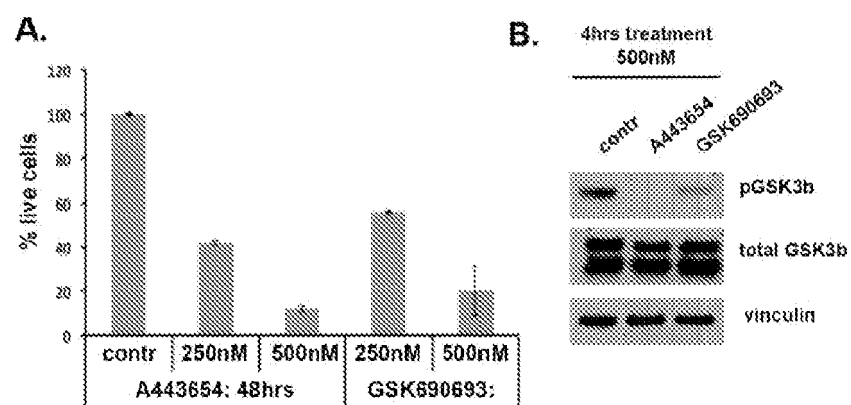 A.
120
100
80
60
40
20
0
% live cells
contr 250nM 500nM 250nM 500nM
A443654: 48hrs GSK690693:
B.
4hrs treatment
500nM
contr A443654 GSK690693
pGSK3b
total GSK3b
vinculin